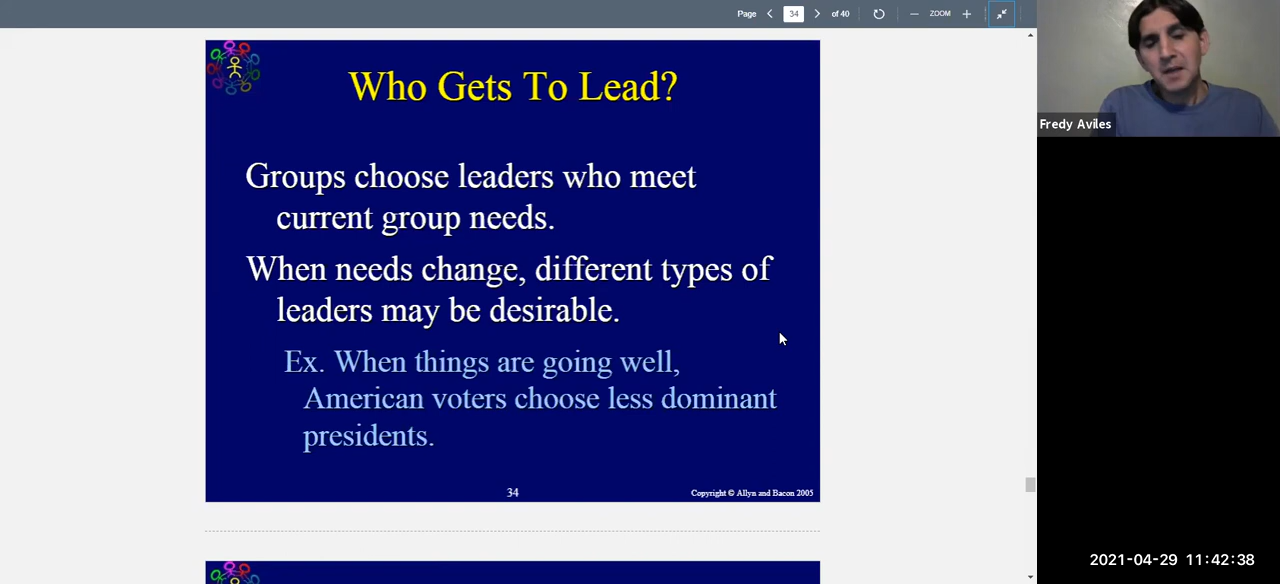 Page 34 of 40 ZOOM
Who Gets To Lead?
Groups choose leaders who meet
current group needs.
When needs change, different types of
leaders may be desirable.
Ex. When things are going well,
American voters choose less dominant
presidents.
34
Copyright © Allyn and Bacon 2005
Fredy Aviles
2021-04-29 11:42:38